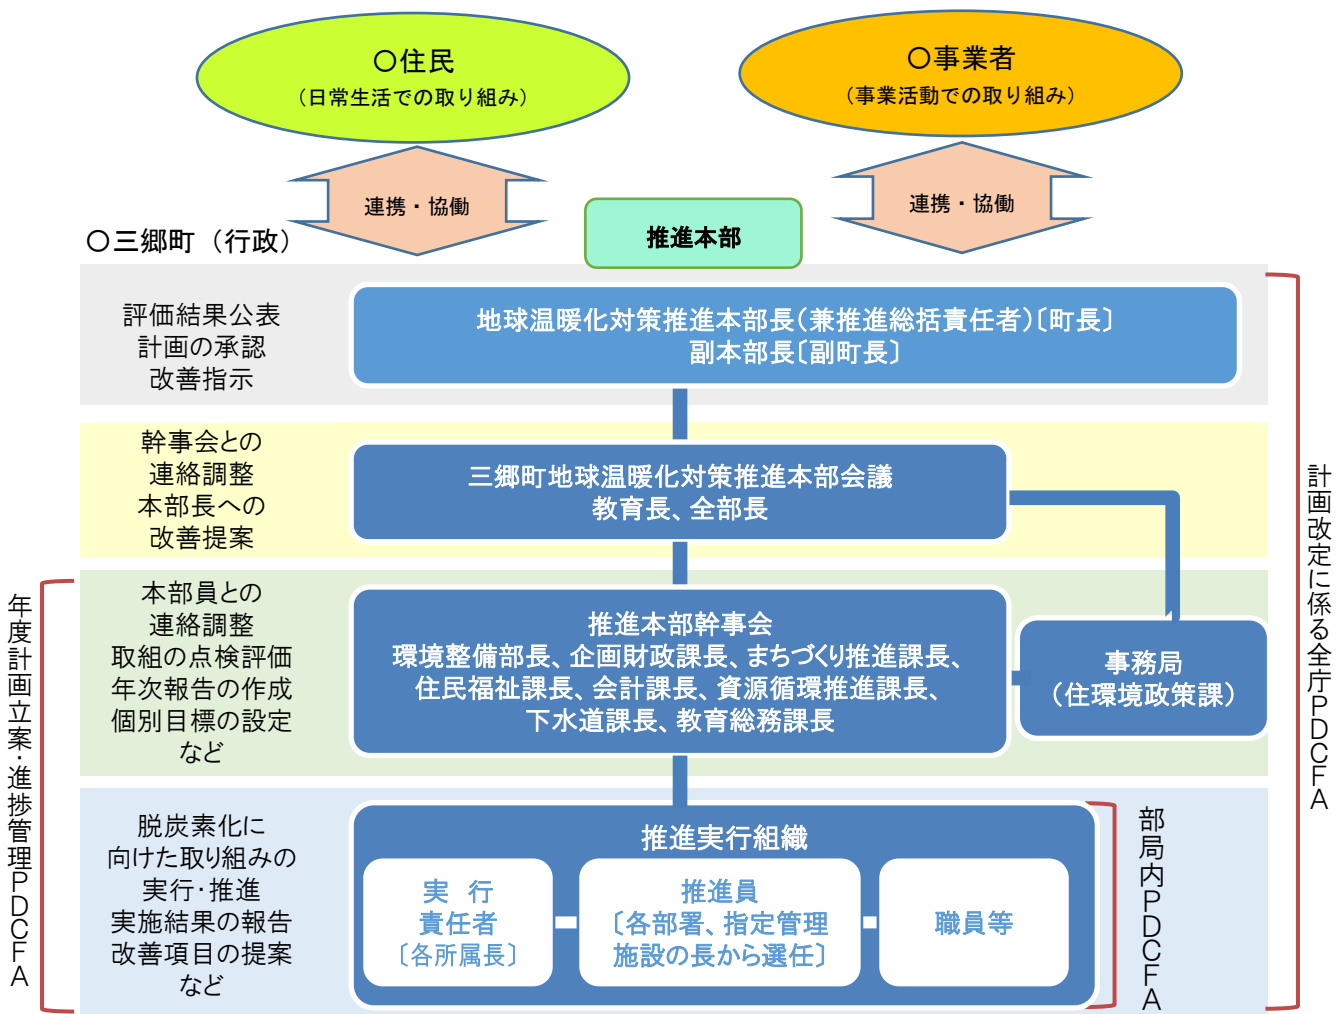 〇住民
（日常生活での取り組み）
〇事業者
（事業活動での取り組み）
連携・協働
連携・協働
推進本部
〇三郷町（行政）
評価結果公表
計画の承認
改善指示
地球温暖化対策推進本部長（兼推進総括責任者）〔町長〕
副本部長〔副町長〕
幹事会との
連絡調整
本部長への
改善提案
三郷町地球温暖化対策推進本部会議
教育長、全部長
本部員との
連絡調整
取組の点検評価
年次報告の作成
個別目標の設定
など
推進本部幹事会
環境整備部長、企画財政課長、まちづくり推進課長、
住民福祉課長、会計課長、資源循環推進課長、
下水道課長、教育総務課長
事務局
（住環境政策課）
脱炭素化に
向けた取り組みの
実行・推進
実施結果の報告
改善項目の提案
など
推進実行組織
実　行
責任者
〔各所属長〕
推進員
〔各部署、指定管理
施設の長から選任〕
職員等
部局内PDCFA
年度計画立案・進捗管理PDCFA
計画改定に係る全庁PDCFA